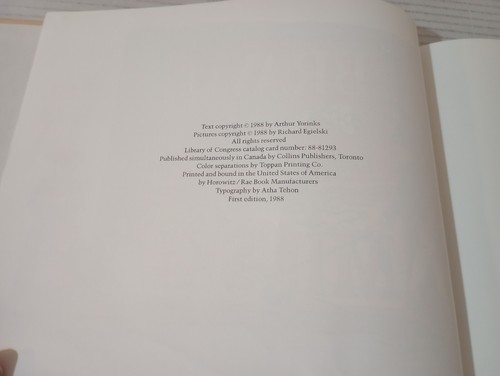 Text copyright © 1988 by Arthur Yorinks
Pictures copyright © 1988 by Richard Egielski
All rights reserved
Library of Congress catalog card number: 88-81293
Published simultaneously in Canada by Collins Publishers, Toronto
Color separations by Toppan Printing Co.
Printed and bound in the United States of America
by Horowitz/Rae Book Manufacturers
Typography by Atha Tehon
First edition, 1988